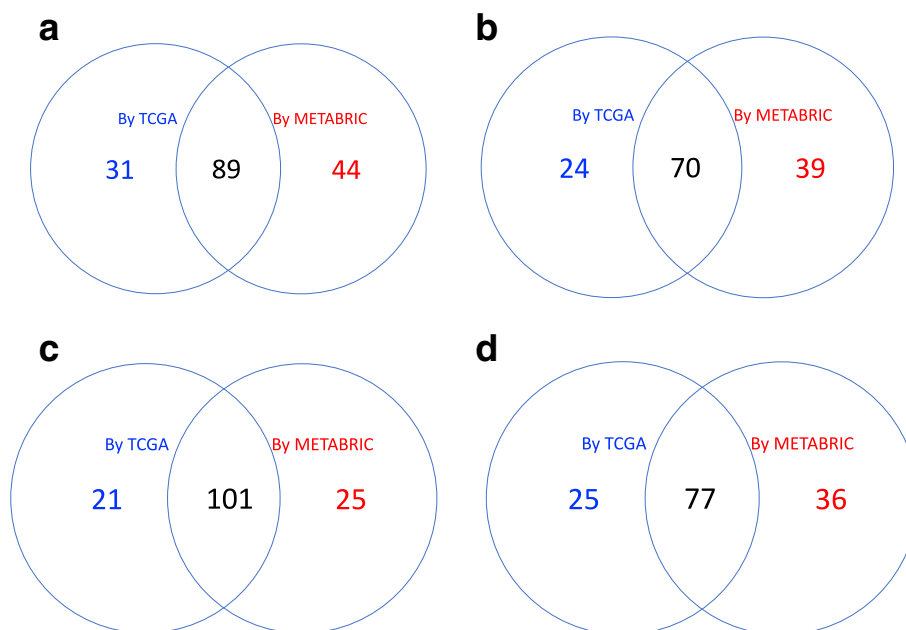 a
By TCGA By METABRIC
31 89 44
b
By TCGA By METABRIC
24 70 39
c
By TCGA By METABRIC
21 101 25
d
By TCGA By METABRIC
25 77 36